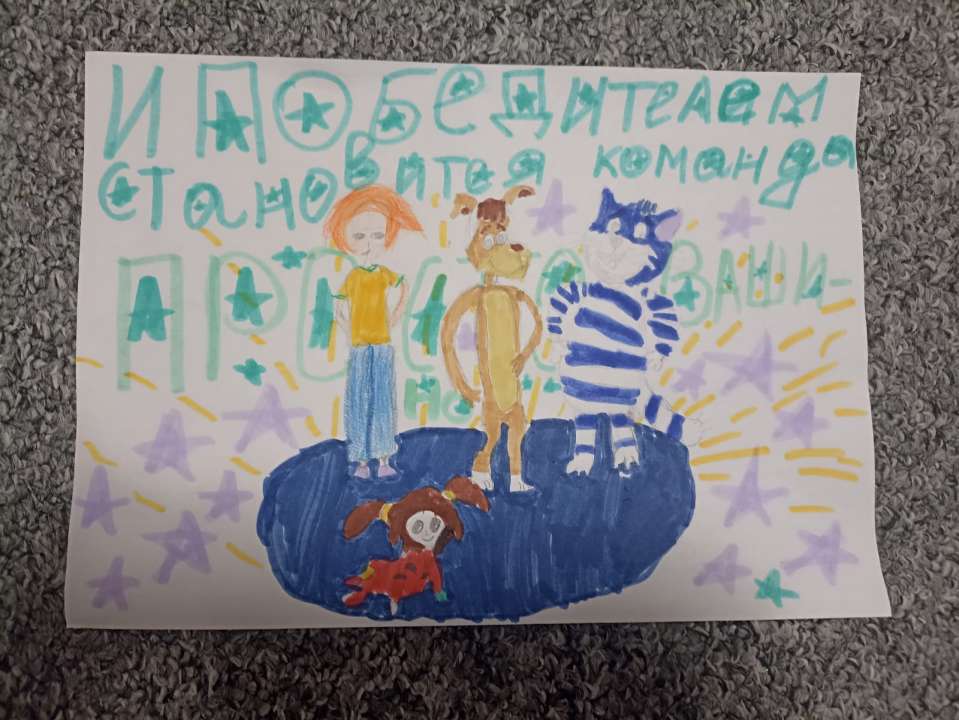 И ПОБЕДИТЕЛЕМ
СТАНОВИТСЯ КОМАНДА
ПРОСТОКВАШИ-
НО